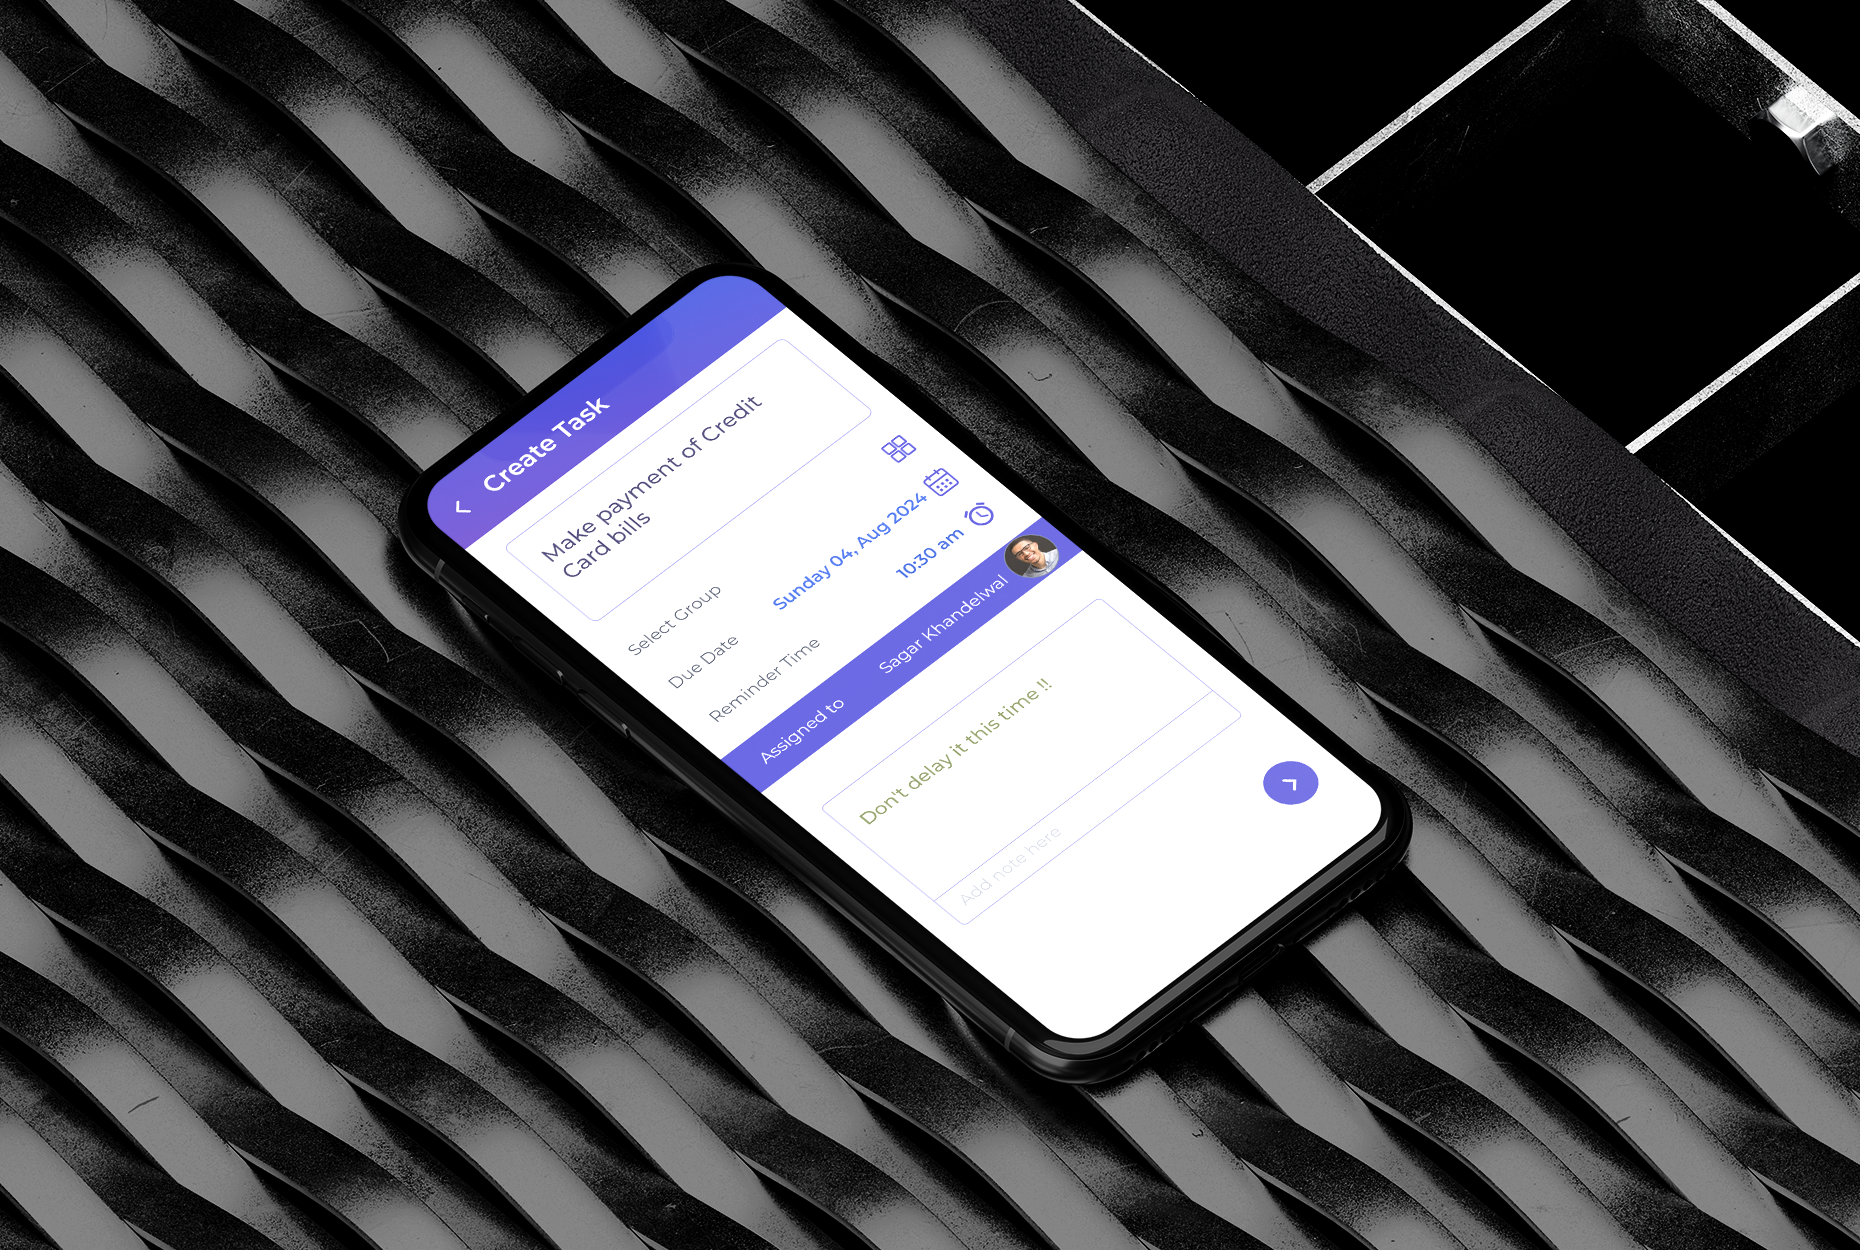 Create Task
Make payment of Credit
Card bills
Select Group
Due Date
Sunday 04, Aug 2024
Reminder Time
10:30 am
Assigned to
Sagar Khandelwal
Don't delay it this time !!
Add note here